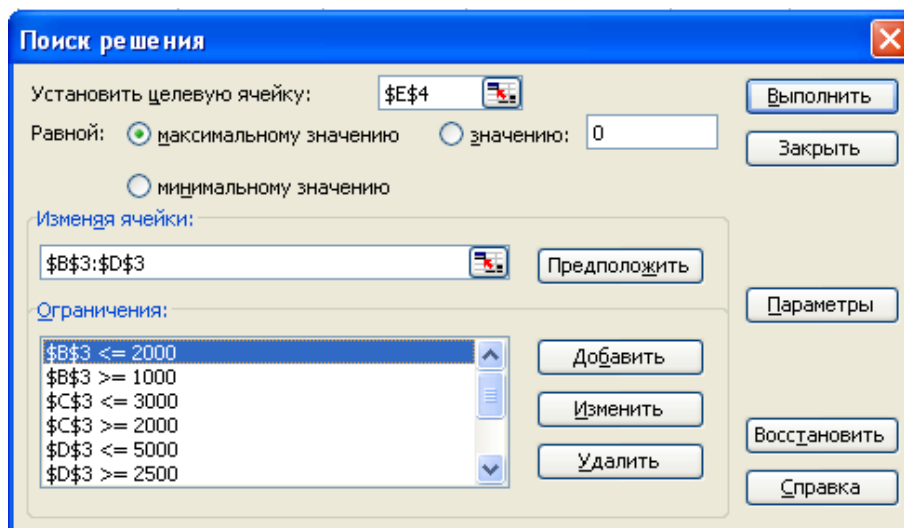 Поиск решения
Установить целевую ячейку: $E$4
Выполнить
Равной: максимальному значению значению: 0
Закрыть
минимальному значению
Изменяя ячейки:
$B$3:$D$3 Предположить
Параметры
Ограничения:
$B$3 <= 2000 Добавить
$B$3 >= 1000
$C$3 <= 3000 Изменить
$C$3 >= 2000
Восстановить
$D$3 <= 5000 Удалить
$D$3 >= 2500
Справка